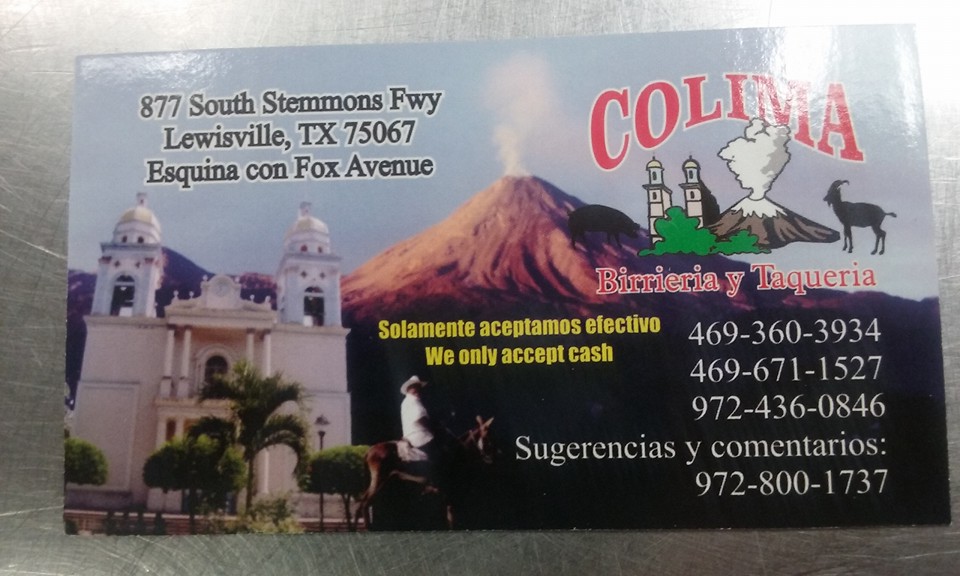 877 South Stemmons Fwy
Lewisville, TX 75067
Esquina con Fox Avenue
COLIMA
Birrieria y Taqueria
Solamente aceptamos efectivo
We only accept cash
469-360-3934
469-671-1527
972-436-0846
Sugerencias y comentarios:
972-800-1737